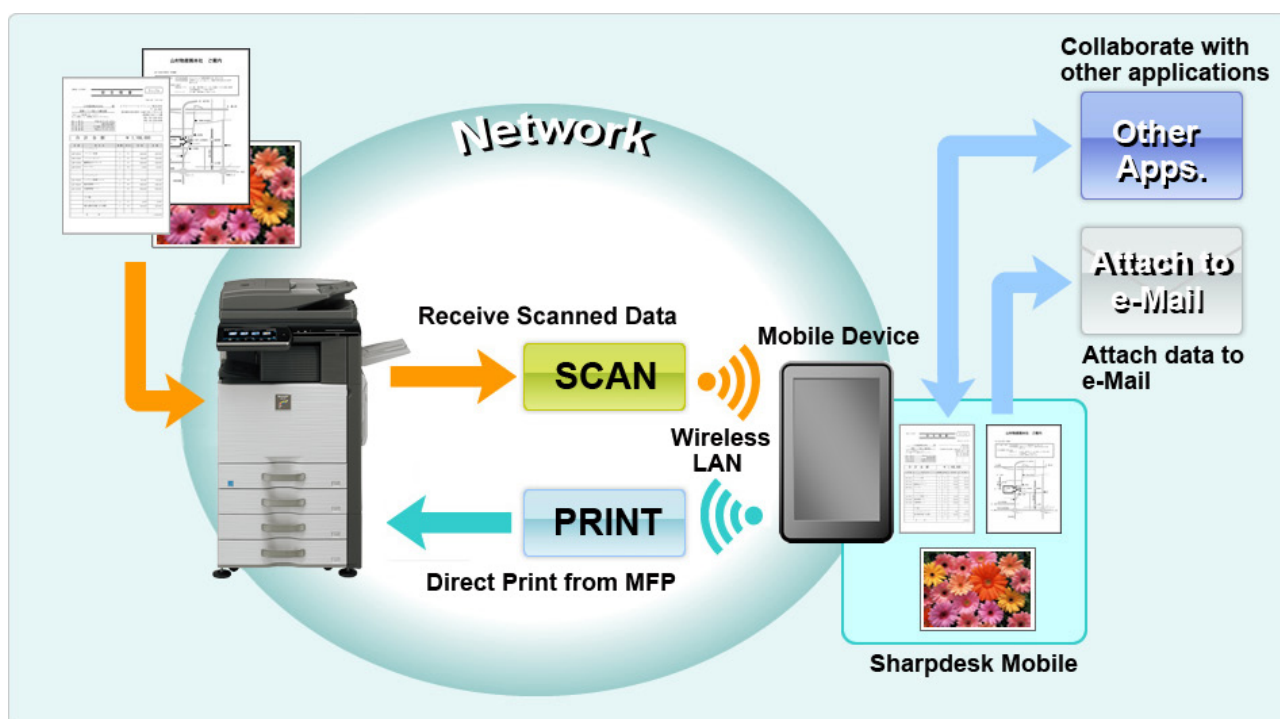 Collaborate with
other applications
Other
Apps.
Network
Attach to
e-Mail
Attach data to
e-Mail
Receive Scanned Data
SCAN
Mobile Device
Wireless
LAN
PRINT
Direct Print from MFP
Sharpdesk Mobile